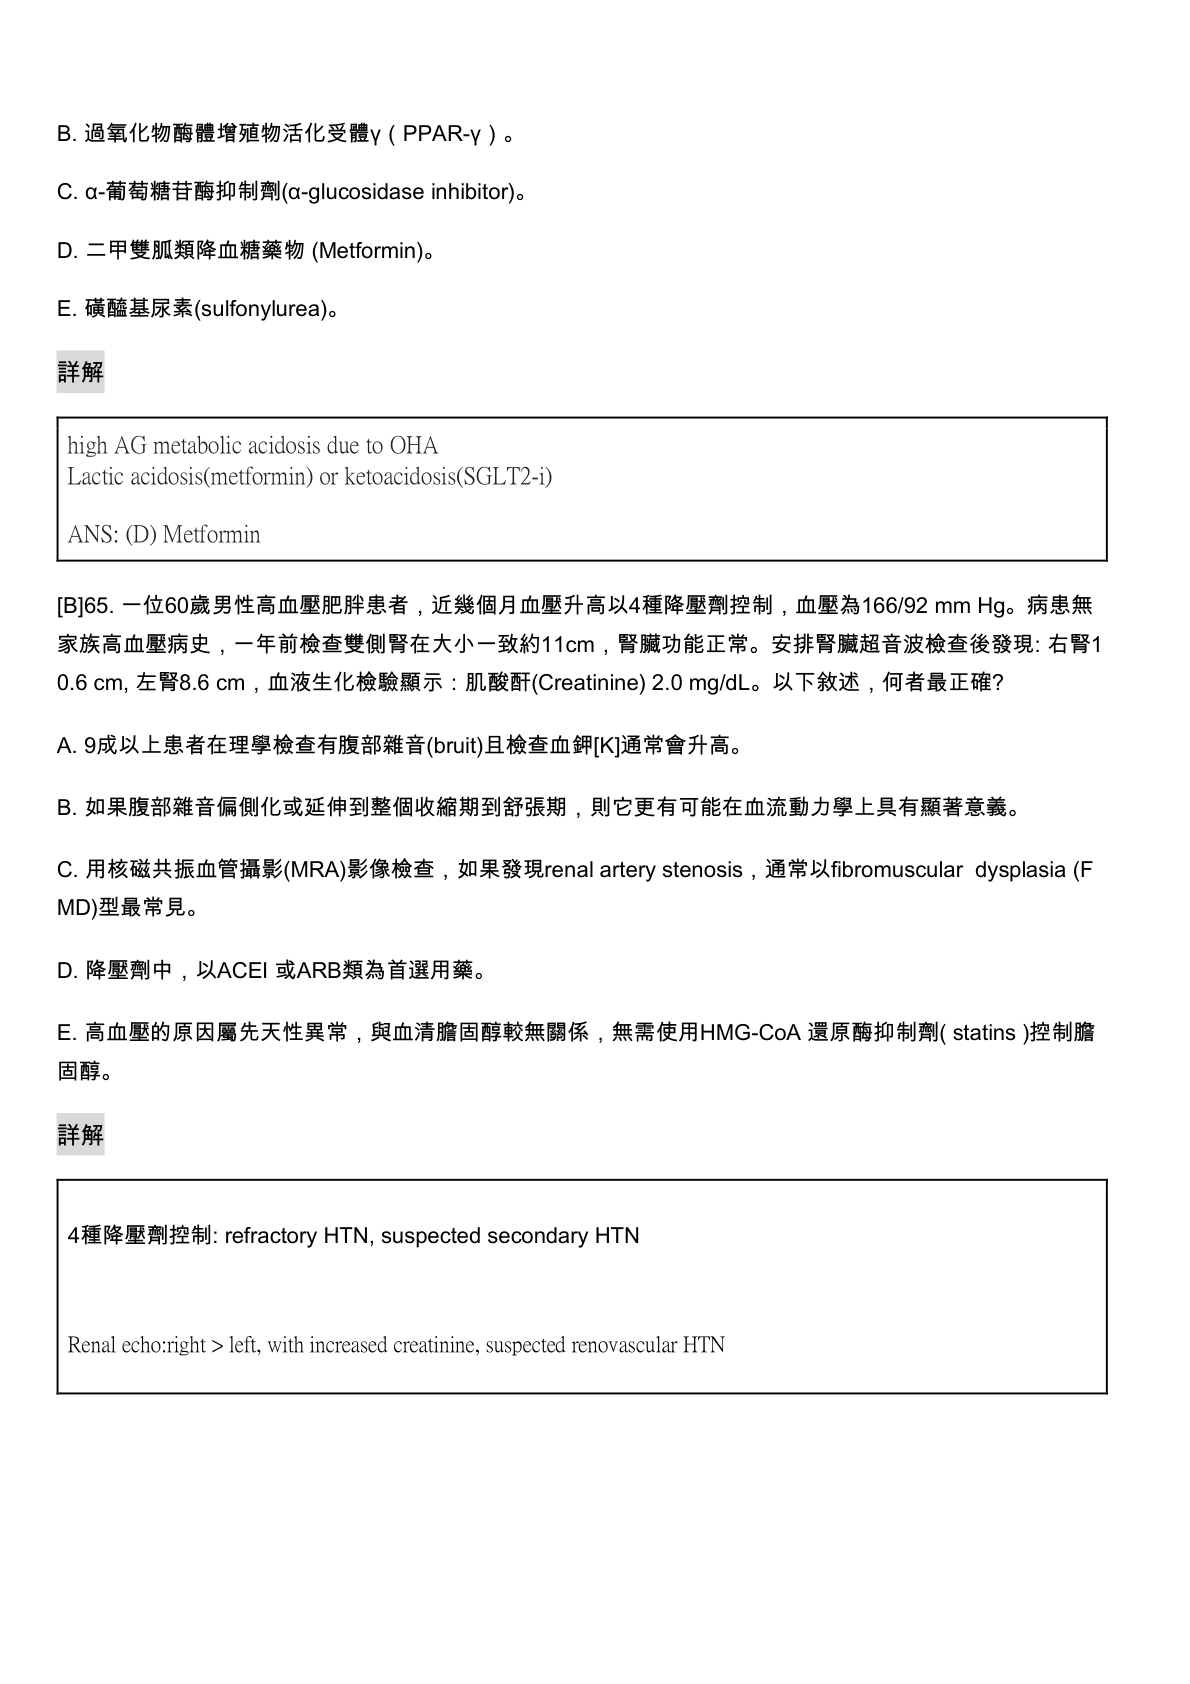 B. 過氧化物酶體增殖物活化受體γ（PPAR-γ）。
C. α-葡萄糖苷酶抑制劑(α-glucosidase inhibitor)。
D. 二甲雙胍類降血糖藥物 (Metformin)。
E. 磺醯基尿素(sulfonylurea)。
詳解
high AG metabolic acidosis due to OHA
Lactic acidosis(metformin) or ketoacidosis(SGLT2-i)
ANS: (D) Metformin
[B]65. 一位60歲男性高血壓肥胖患者，近幾個月血壓升高以4種降壓劑控制，血壓為166/92 mm Hg。病患無
家族高血壓病史，一年前檢查雙側腎在大小一致約11cm，腎臟功能正常。安排腎臟超音波檢查後發現: 右腎1
0.6 cm, 左腎8.6 cm，血液生化檢驗顯示：肌酸酐(Creatinine) 2.0 mg/dL。以下敘述，何者最正確?
A. 9成以上患者在理學檢查有腹部雜音(bruit)且檢查血鉀[K]通常會升高。
B. 如果腹部雜音偏側化或延伸到整個收縮期到舒張期，則它更有可能在血流動力學上具有顯著意義。
C. 用核磁共振血管攝影(MRA)影像檢查，如果發現renal artery stenosis，通常以fibromuscular dysplasia (F
MD)型最常見。
D. 降壓劑中，以ACEI 或ARB類為首選用藥。
E. 高血壓的原因屬先天性異常，與血清膽固醇較無關係，無需使用HMG-CoA 還原酶抑制劑( statins )控制膽
固醇。
詳解
4種降壓劑控制: refractory HTN, suspected secondary HTN
Renal echo:right > left, with increased creatinine, suspected renovascular HTN